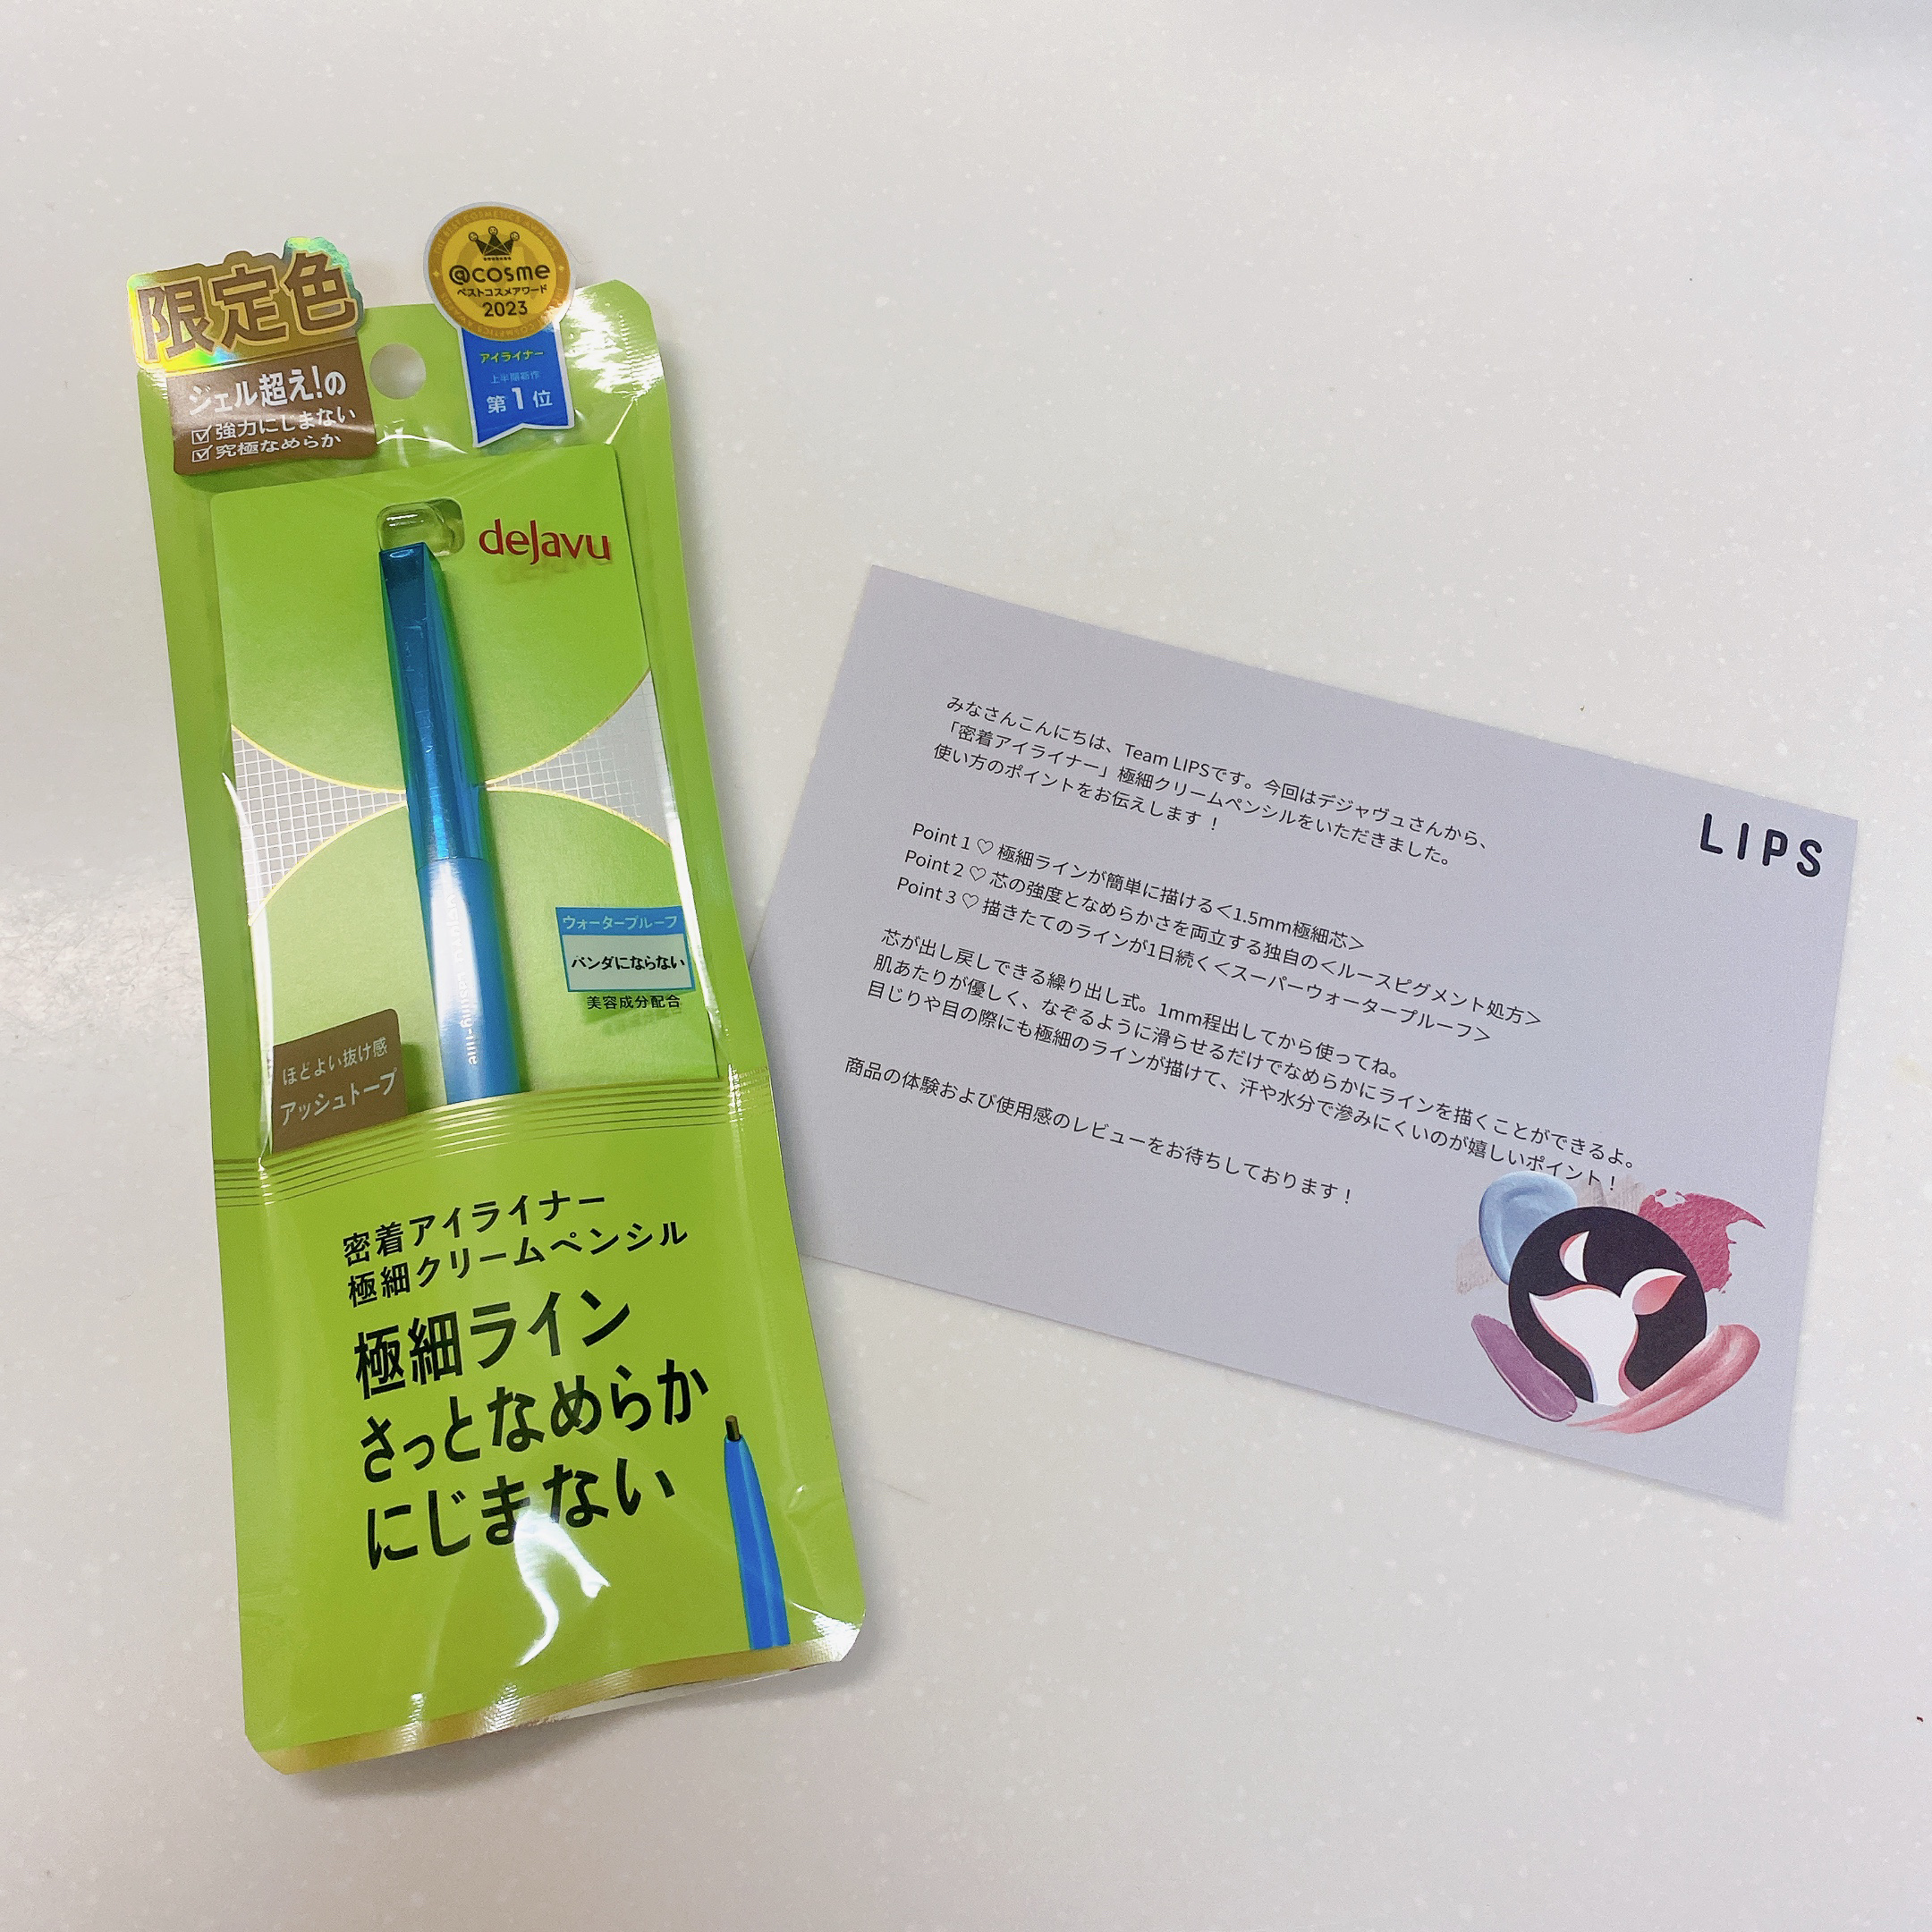 限定色
ジェル超え!の
強力にじまない
究極なめらか
@cosme
ベストコスメアワード
2023
アイライナー
上半期新作
第1位
dejavu
ウォータープルーフ
パンダにならない
美容成分配合
ほどよい抜け感
アッシュトープ
密着アイライナー
極細クリームペンシル
極細ライン
さっとなめらか
にじまない
LIPS
みなさんこんにちは、Team LIPSです。今回はデジャヴュさんから、
「密着アイライナー」極細クリームペンシルをいただきました。
使い方のポイントをお伝えします！
Point 1 ♡ 極細ラインが簡単に描ける＜1.5mm極細芯＞
Point 2 ♡ 芯の強度となめらかさを両立する独自の＜ルースピグメント処方＞
Point 3 ♡ 描きたてのラインが1日続く＜スーパーウォータープルーフ＞
芯が出し戻しできる繰り出し式。1mm程出してから使ってね。
肌あたりが優しく、なぞるように滑らせるだけでなめらかにラインを描くことができるよ。
目じりや目の際にも極細のラインが描けて、汗や水分で滲みにくいのが嬉しいポイント！
商品の体験および使用感のレビューをお待ちしております！